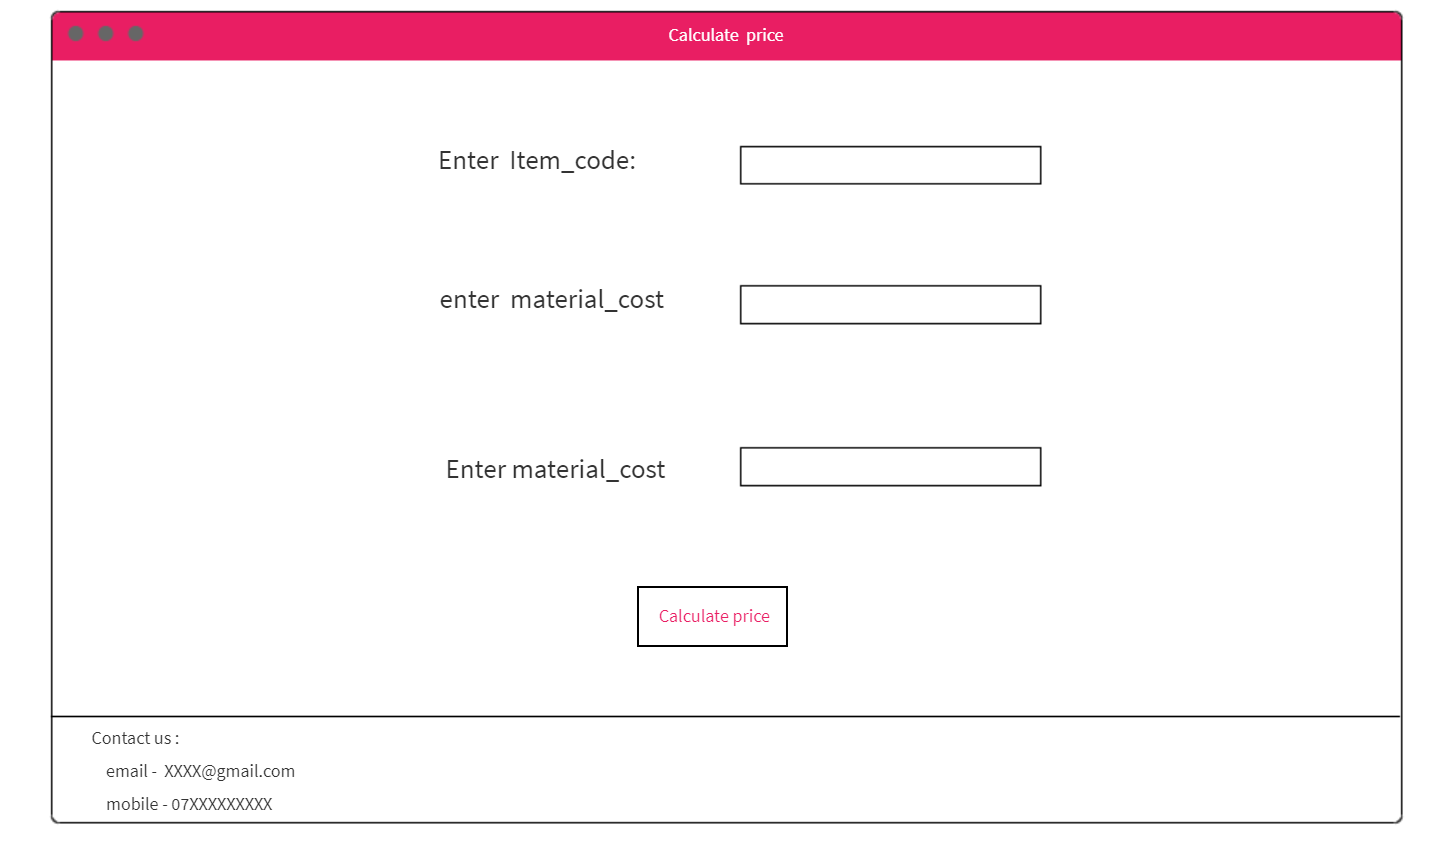 Calculate price
Enter Item_code:
enter material_cost
Enter material_cost
Calculate price
Contact us :
email - XXXX@gmail.com
mobile - 07XXXXXXXXX